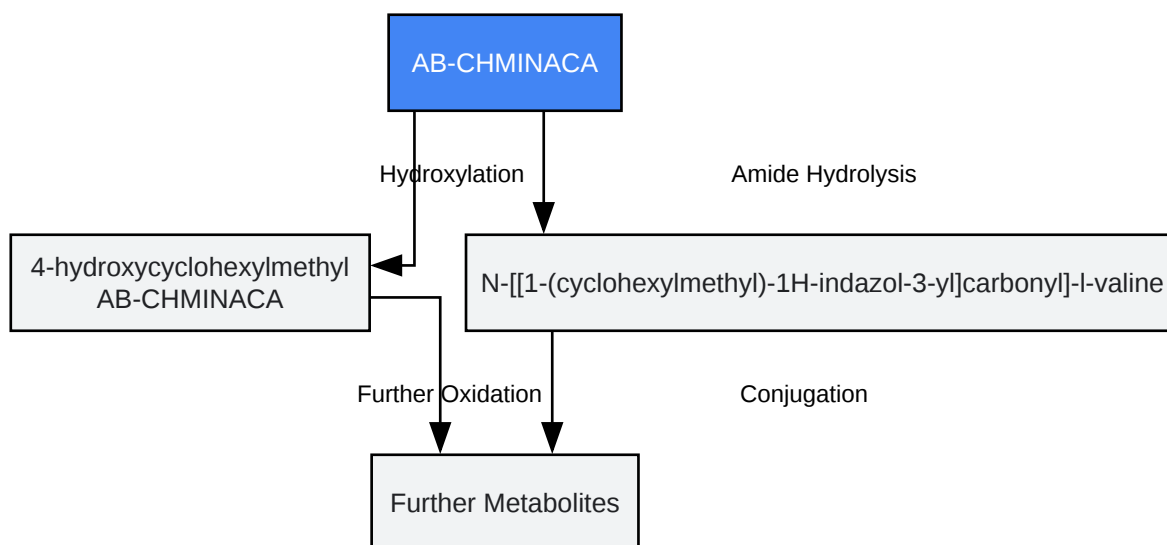 AB-CHMINACA
Hydroxylation
Amide Hydrolysis
4-hydroxycyclohexylmethyl
AB-CHMINACA
N-[[1-(cyclohexylmethyl)-1H-indazol-3-yl]carbonyl]-l-valine
Further Oxidation
Conjugation
Further Metabolites